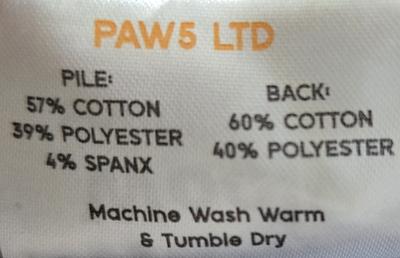 PAW5 LTD
PILE:
57% COTTON
39% POLYESTER
4% SPANX
BACK:
60% COTTON
40% POLYESTER
Machine Wash Warm
& Tumble Dry